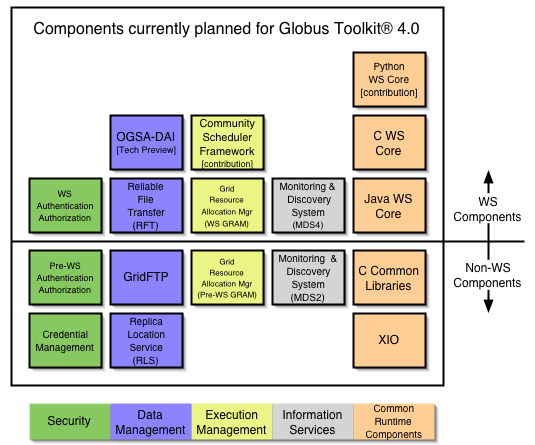 Components currently planned for Globus Toolkit® 4.0
Python
WS Core
[contribution]
OGSA-DAI
[Tech Preview]
Community
Scheduler
Framework
[contribution]
C WS
Core
WS
Authentication
Authorization
Reliable
File
Transfer
(RFT)
Grid
Resource
Allocation Mgr
(WS GRAM)
Monitoring &
Discovery
System
(MDS4)
Java WS
Core
WS
Components
Non-WS
Components
Pre-WS
Authentication
Authorization
GridFTP
Grid
Resource
Allocation Mgr
(Pre-WS GRAM)
Monitoring &
Discovery
System
(MDS2)
C Common
Libraries
Credential
Management
Replica
Location
Service
(RLS)
XIO
Security
Data
Management
Execution
Management
Information
Services
Common
Runtime
Components